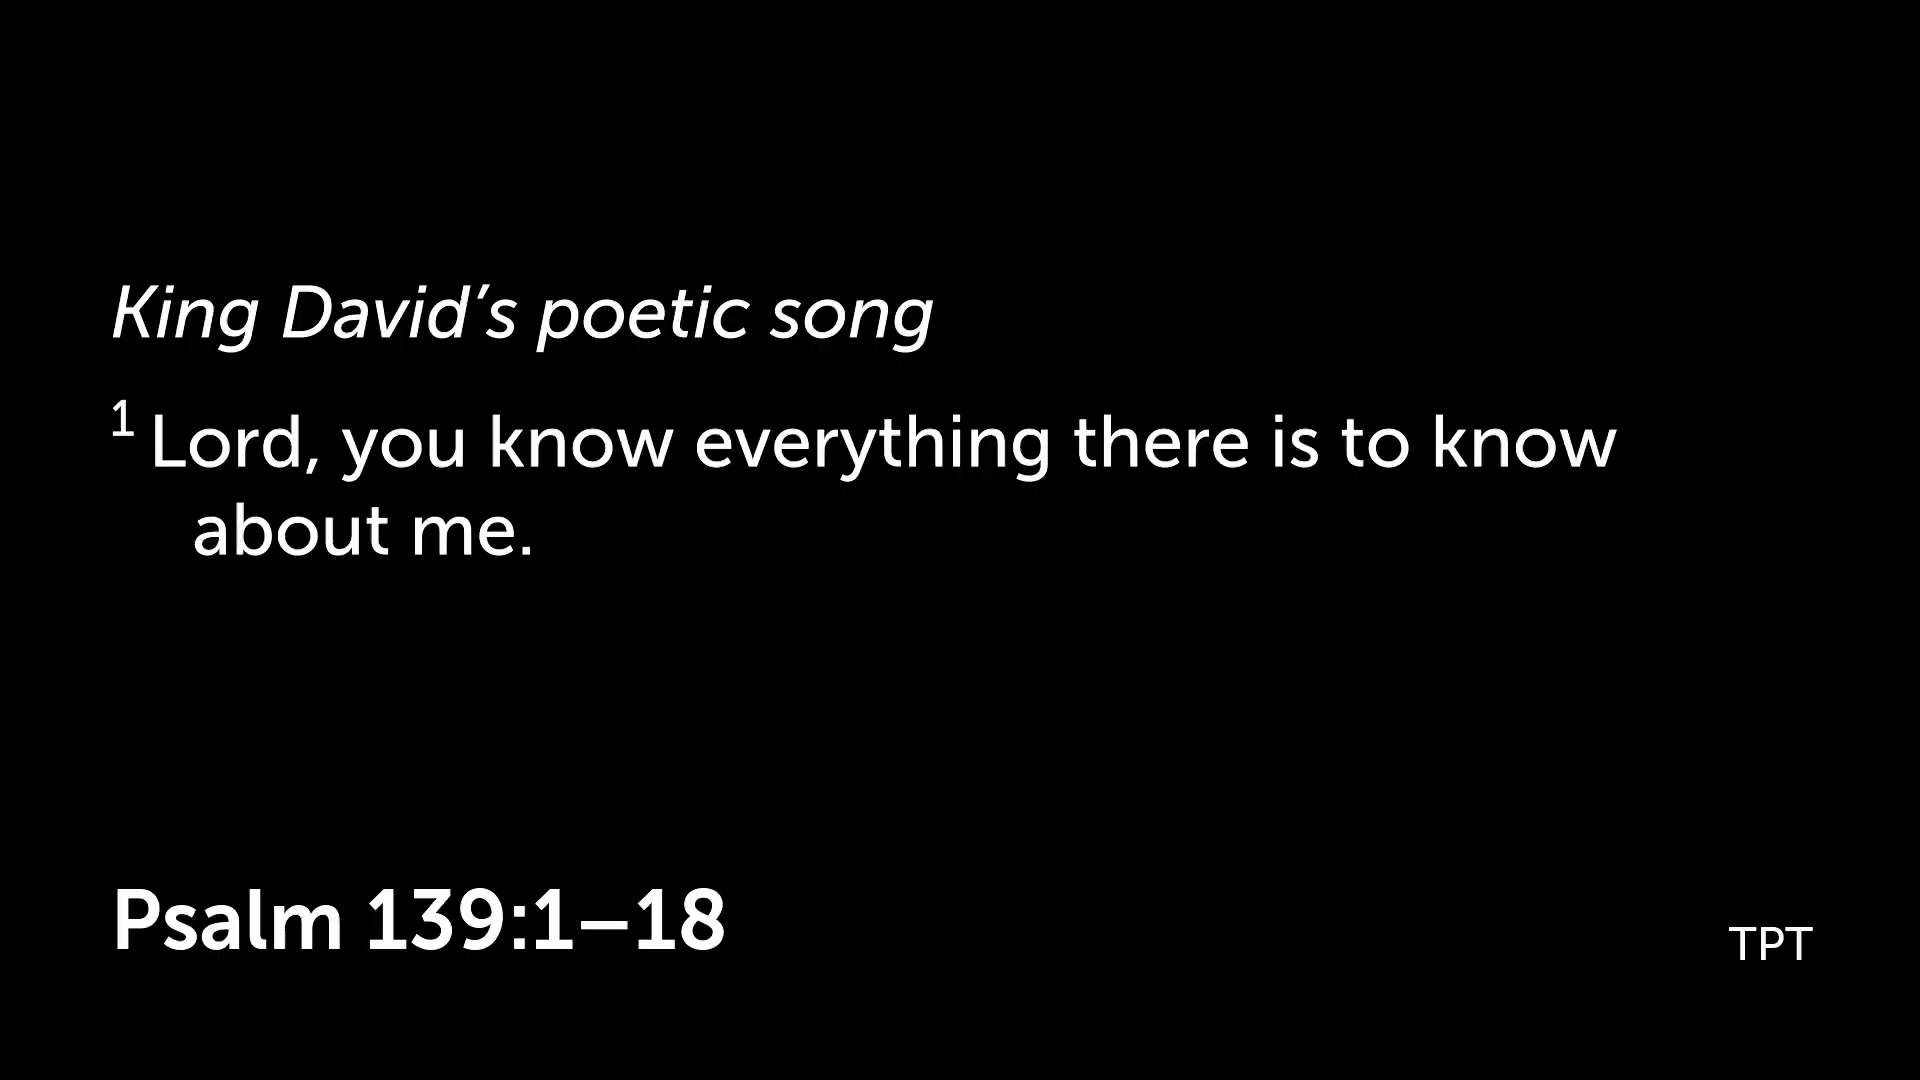 King David’s poetic song
1 Lord, you know everything there is to know
about me.
Psalm 139:1–18
TPT